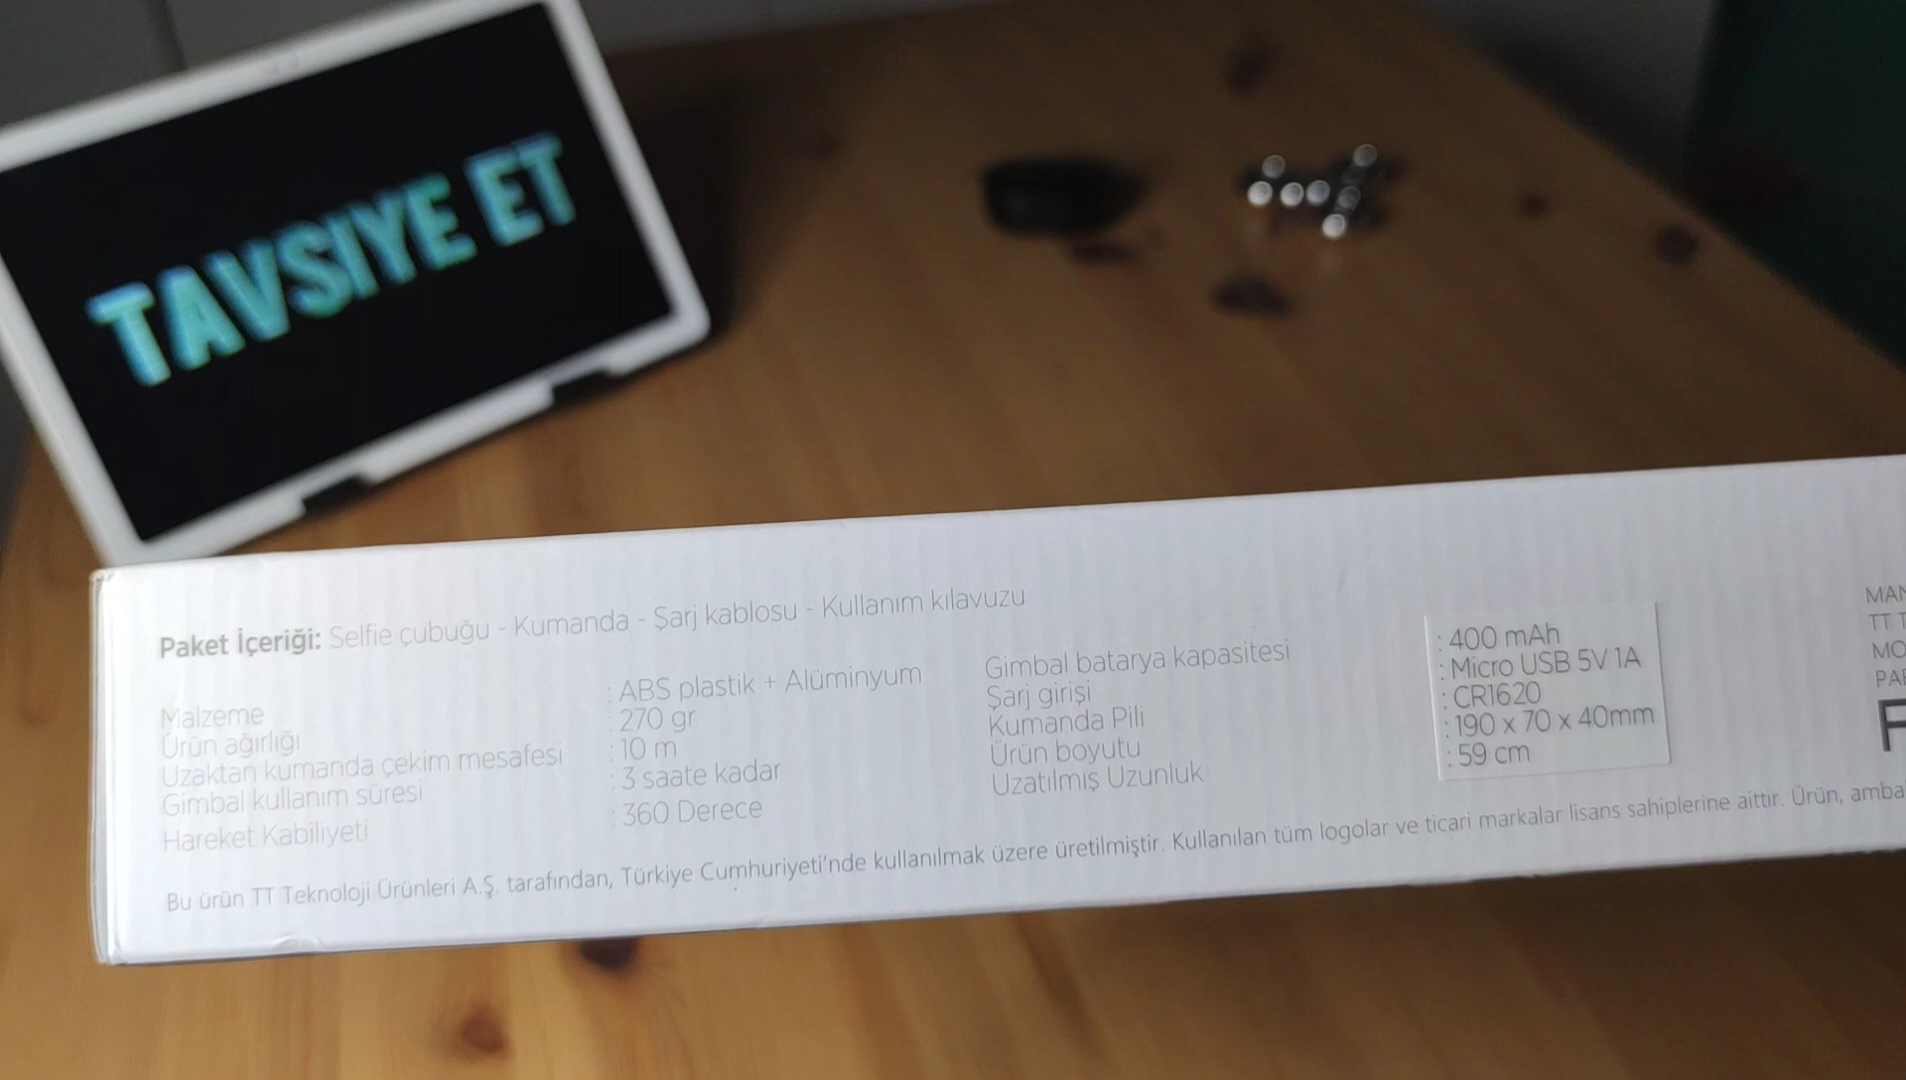 TAVSIYE ET
Paket İçeriği: Selfie çubuğu - Kumanda - Şarj kablosu - Kullanım kılavuzu
Malzeme : ABS plastik + Alüminyum
Ürün ağırlığı : 270 gr
Uzaktan kumanda çekim mesafesi : 10 m
Gimbal kullanım süresi : 3 saate kadar
Hareket Kabiliyeti : 360 Derece
Gimbal batarya kapasitesi : 400 mAh
Şarj girişi : Micro USB 5V 1A
Kumanda Pili : CR1620
Ürün boyutu : 190 x 70 x 40mm
Uzatılmış Uzunluk : 59 cm
Bu ürün TT Teknoloji Ürünleri A.Ş. tarafından, Türkiye Cumhuriyeti'nde kullanılmak üzere üretilmiştir. Kullanılan tüm logolar ve ticari markalar lisans sahiplerine aittir. Ürün,